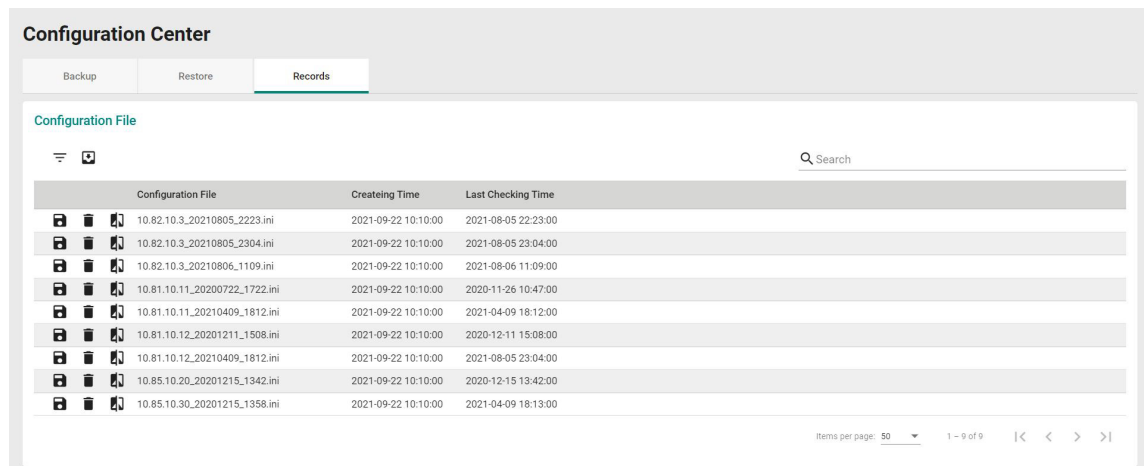 Configuration Center
Backup Restore Records
Configuration File
Search
Configuration File Createing Time Last Checking Time
10.82.10.3_20210805_2223.ini 2021-09-22 10:10:00 2021-08-05 22:23:00
10.82.10.3_20210805_2304.ini 2021-09-22 10:10:00 2021-08-05 23:04:00
10.82.10.3_20210806_1109.ini 2021-09-22 10:10:00 2021-08-06 11:09:00
10.81.10.11_20200722_1722.ini 2021-09-22 10:10:00 2020-11-26 10:47:00
10.81.10.11_20210409_1812.ini 2021-09-22 10:10:00 2021-04-09 18:12:00
10.81.10.12_20201211_1508.ini 2021-09-22 10:10:00 2020-12-11 15:08:00
10.81.10.12_20210409_1812.ini 2021-09-22 10:10:00 2021-08-05 23:04:00
10.85.10.20_20201215_1342.ini 2021-09-22 10:10:00 2020-12-15 13:42:00
10.85.10.30_20201215_1358.ini 2021-09-22 10:10:00 2021-04-09 18:13:00
Items per page: 50 1 – 9 of 9